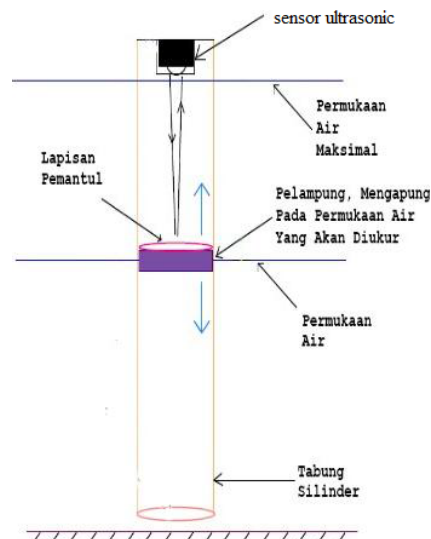 sensor ultrasonic
Permukaan
Air
Maksimal
Lapisan
Pemantul
Pelampung, Mengapung
Pada Permukaan Air
Yang Akan Diukur
Permukaan
Air
Tabung
Silinder